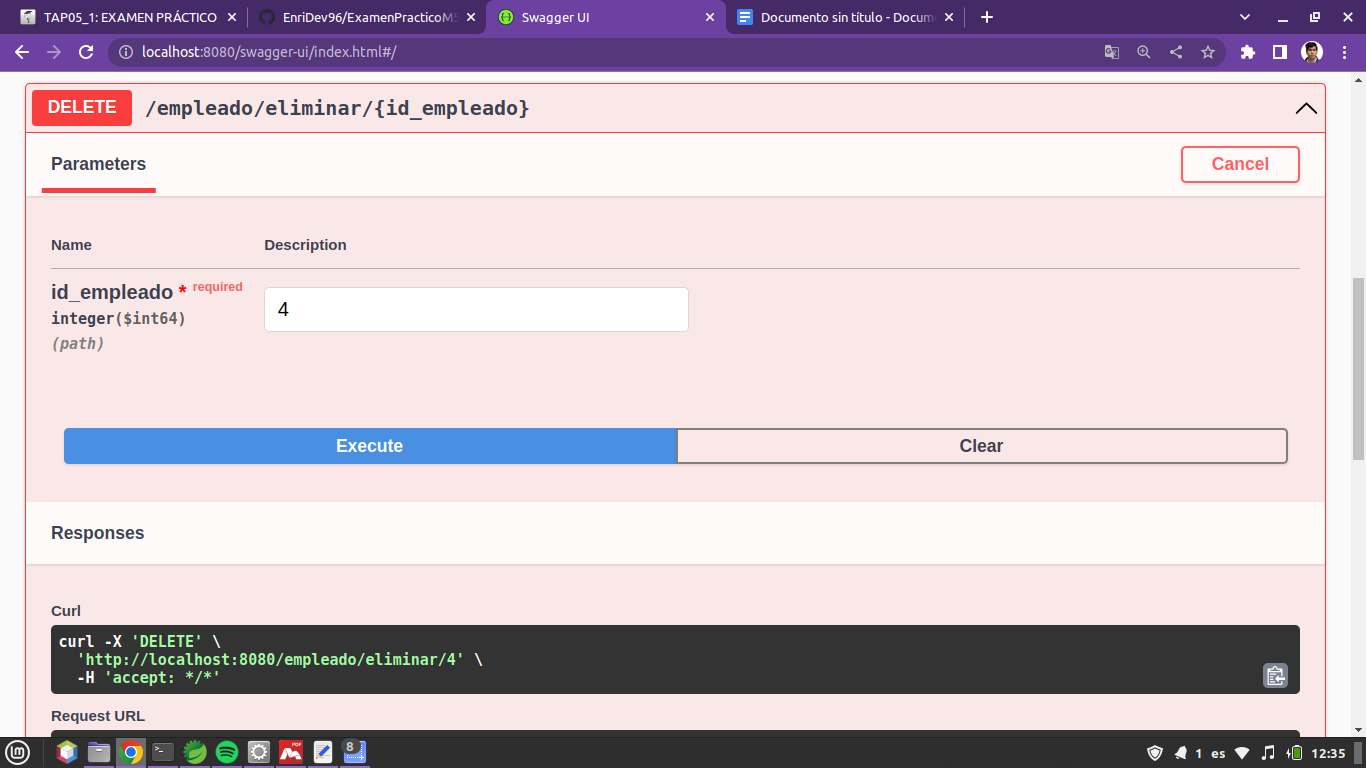 TAP05_1: EXAMEN PRÁCTICO
EnriDev96/ExamenPracticoMS
Swagger UI
Documento sin título - Docum
localhost:8080/swagger-ui/index.html#/
DELETE /empleado/eliminar/{id_empleado}
Parameters
Cancel
Name Description
id_empleado * required
integer($int64)
(path)
4
Execute
Clear
Responses
Curl
curl -X 'DELETE' \
'http://localhost:8080/empleado/eliminar/4' \
-H 'accept: */*'
Request URL
8
1 es 12:35